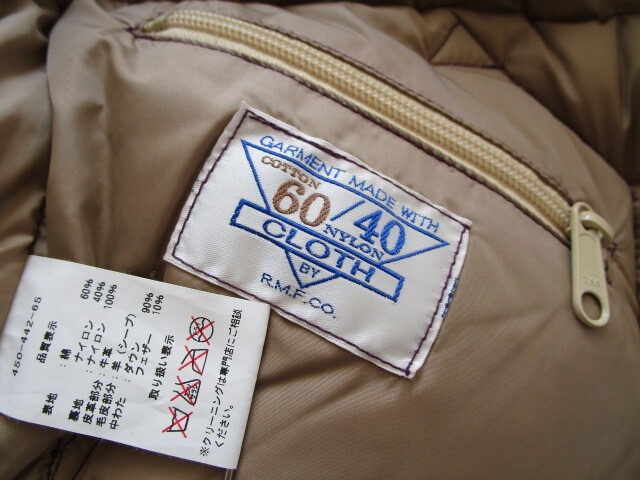 GARMENT MADE WITH
COTTON
60/40
NYLON
CLOTH
BY
R.M.F-CO.
450-442-65
品質表示
表地 : 綿 60%
ナイロン 40%
裏地 : ナイロン 100%
皮革部分 : 牛革
毛皮部分 : 羊 (シープ)
中わた : ダウン 90%
フェザー 10%
取り扱い表示
※クリーニングは専門店にご相談
ください。